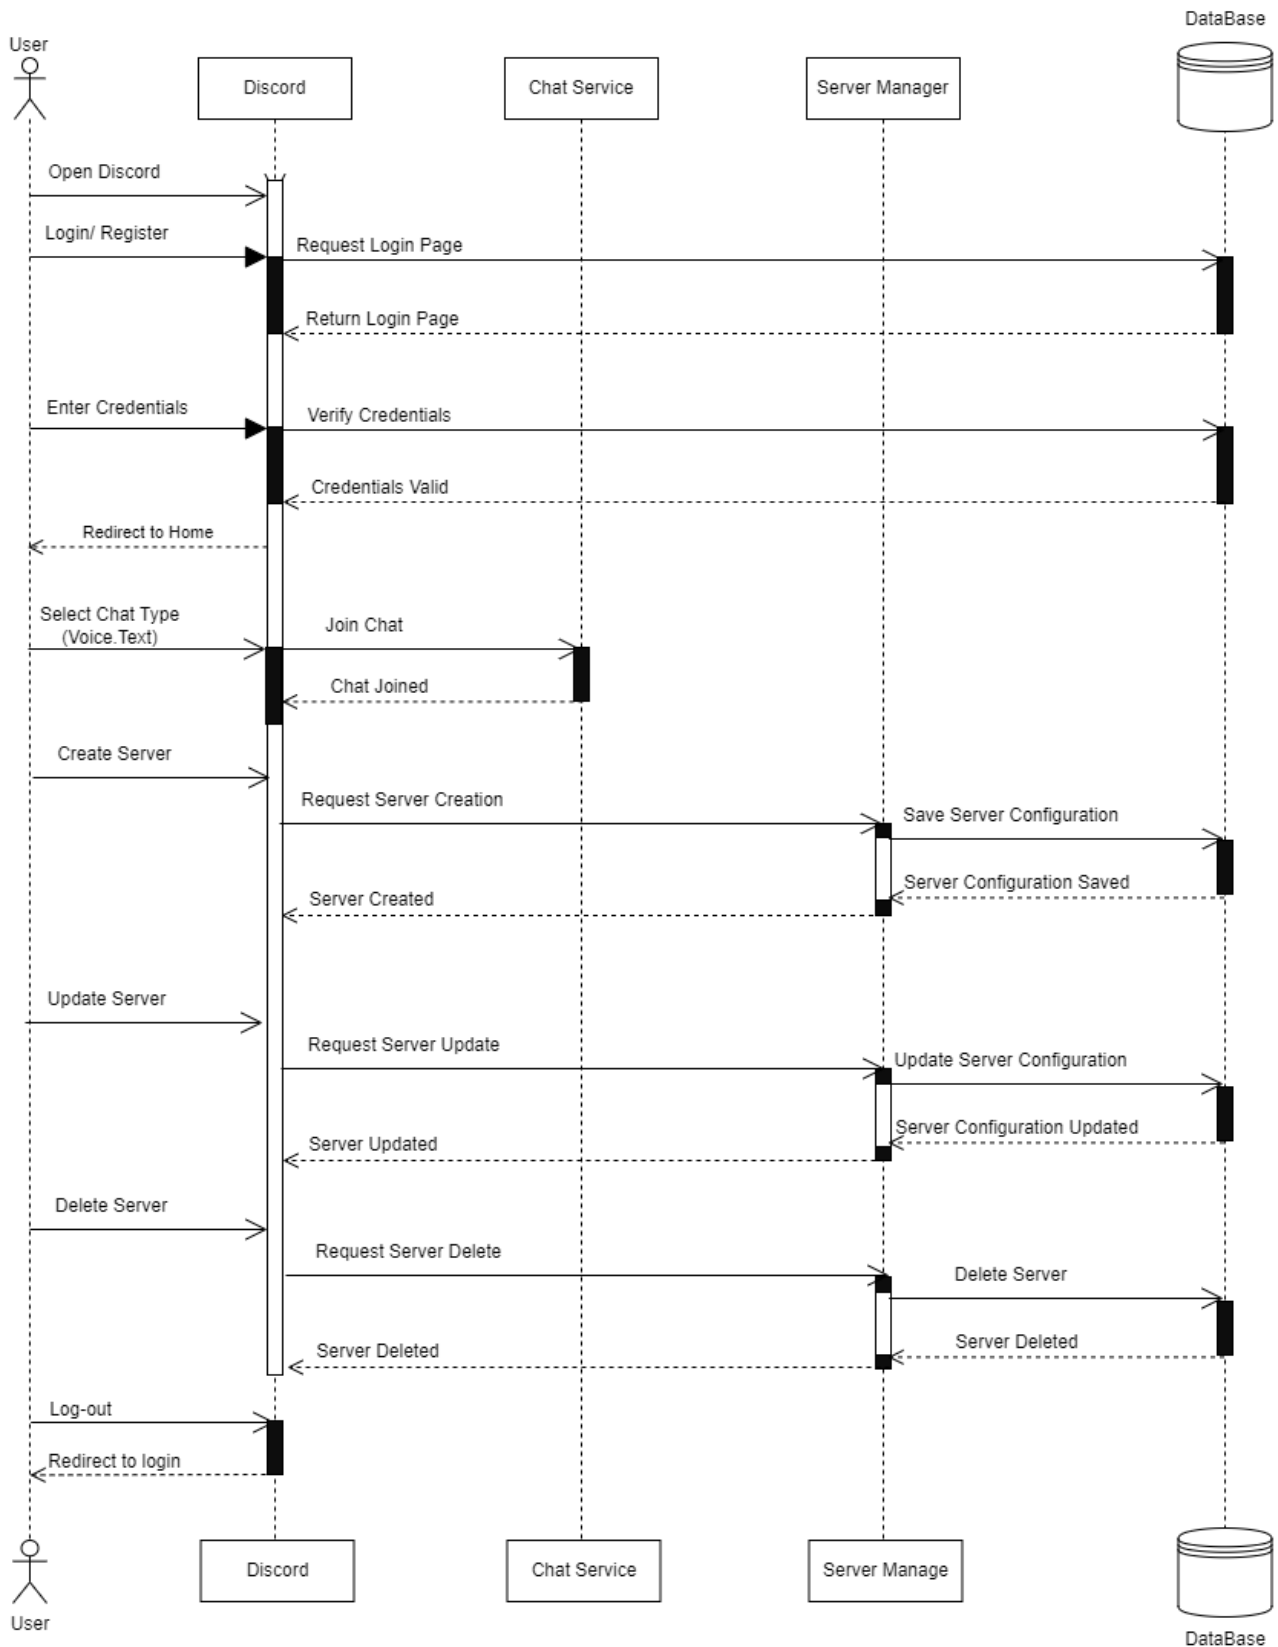 DataBase
User
Discord
Chat Service
Server Manager
Open Discord
Login/ Register
Request Login Page
Return Login Page
Enter Credentials
Verify Credentials
Credentials Valid
Redirect to Home
Select Chat Type
(Voice.Text)
Join Chat
Chat Joined
Create Server
Request Server Creation
Save Server Configuration
Server Configuration Saved
Server Created
Update Server
Request Server Update
Update Server Configuration
Server Configuration Updated
Server Updated
Delete Server
Request Server Delete
Delete Server
Server Deleted
Server Deleted
Log-out
Redirect to login
Discord
Chat Service
Server Manage
User
DataBase